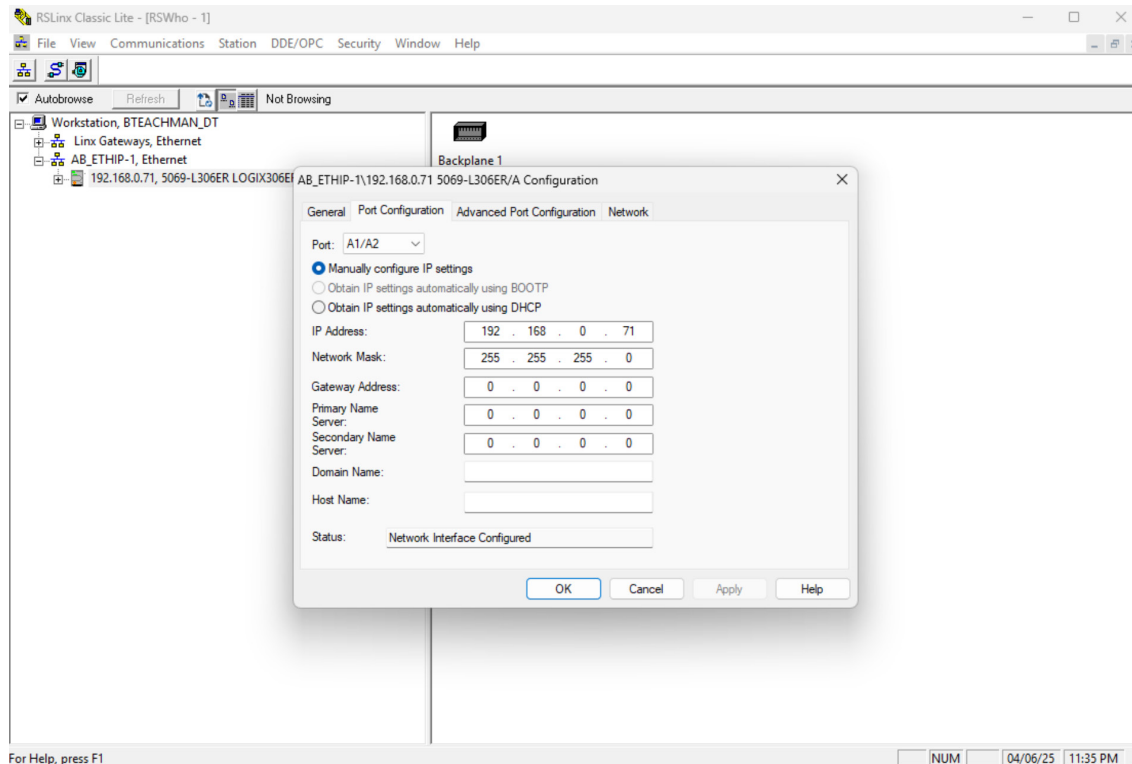 RSLinx Classic Lite - [RSWho - 1]
File View Communications Station DDE/OPC Security Window Help
Autobrowse Refresh Not Browsing
Workstation, BTEACHMAN_DT
Linx Gateways, Ethernet
AB_ETHIP-1, Ethernet
192.168.0.71, 5069-L306ER LOGIX306ER
Backplane 1
AB_ETHIP-1\192.168.0.71 5069-L306ER/A Configuration
General Port Configuration Advanced Port Configuration Network
Port: A1/A2
Manually configure IP settings
Obtain IP settings automatically using BOOTP
Obtain IP settings automatically using DHCP
IP Address: 192 . 168 . 0 . 71
Network Mask: 255 . 255 . 255 . 0
Gateway Address: 0 . 0 . 0 . 0
Primary Name
Server: 0 . 0 . 0 . 0
Secondary Name
Server: 0 . 0 . 0 . 0
Domain Name:
Host Name:
Status: Network Interface Configured
OK Cancel Apply Help
For Help, press F1
NUM 04/06/25 11:35 PM